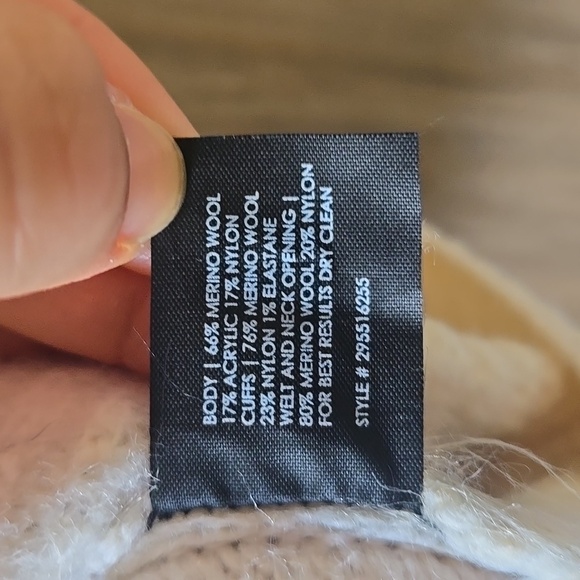 BODY | 66% MERINO WOOL
17% ACRYLIC 17% NYLON
CUFFS | 76% MERINO WOOL
23% NYLON 1% ELASTANE
WELT AND NECK OPENING |
80% MERINO WOOL 20% NYLON
FOR BEST RESULTS DRY CLEAN
STYLE # 295516255